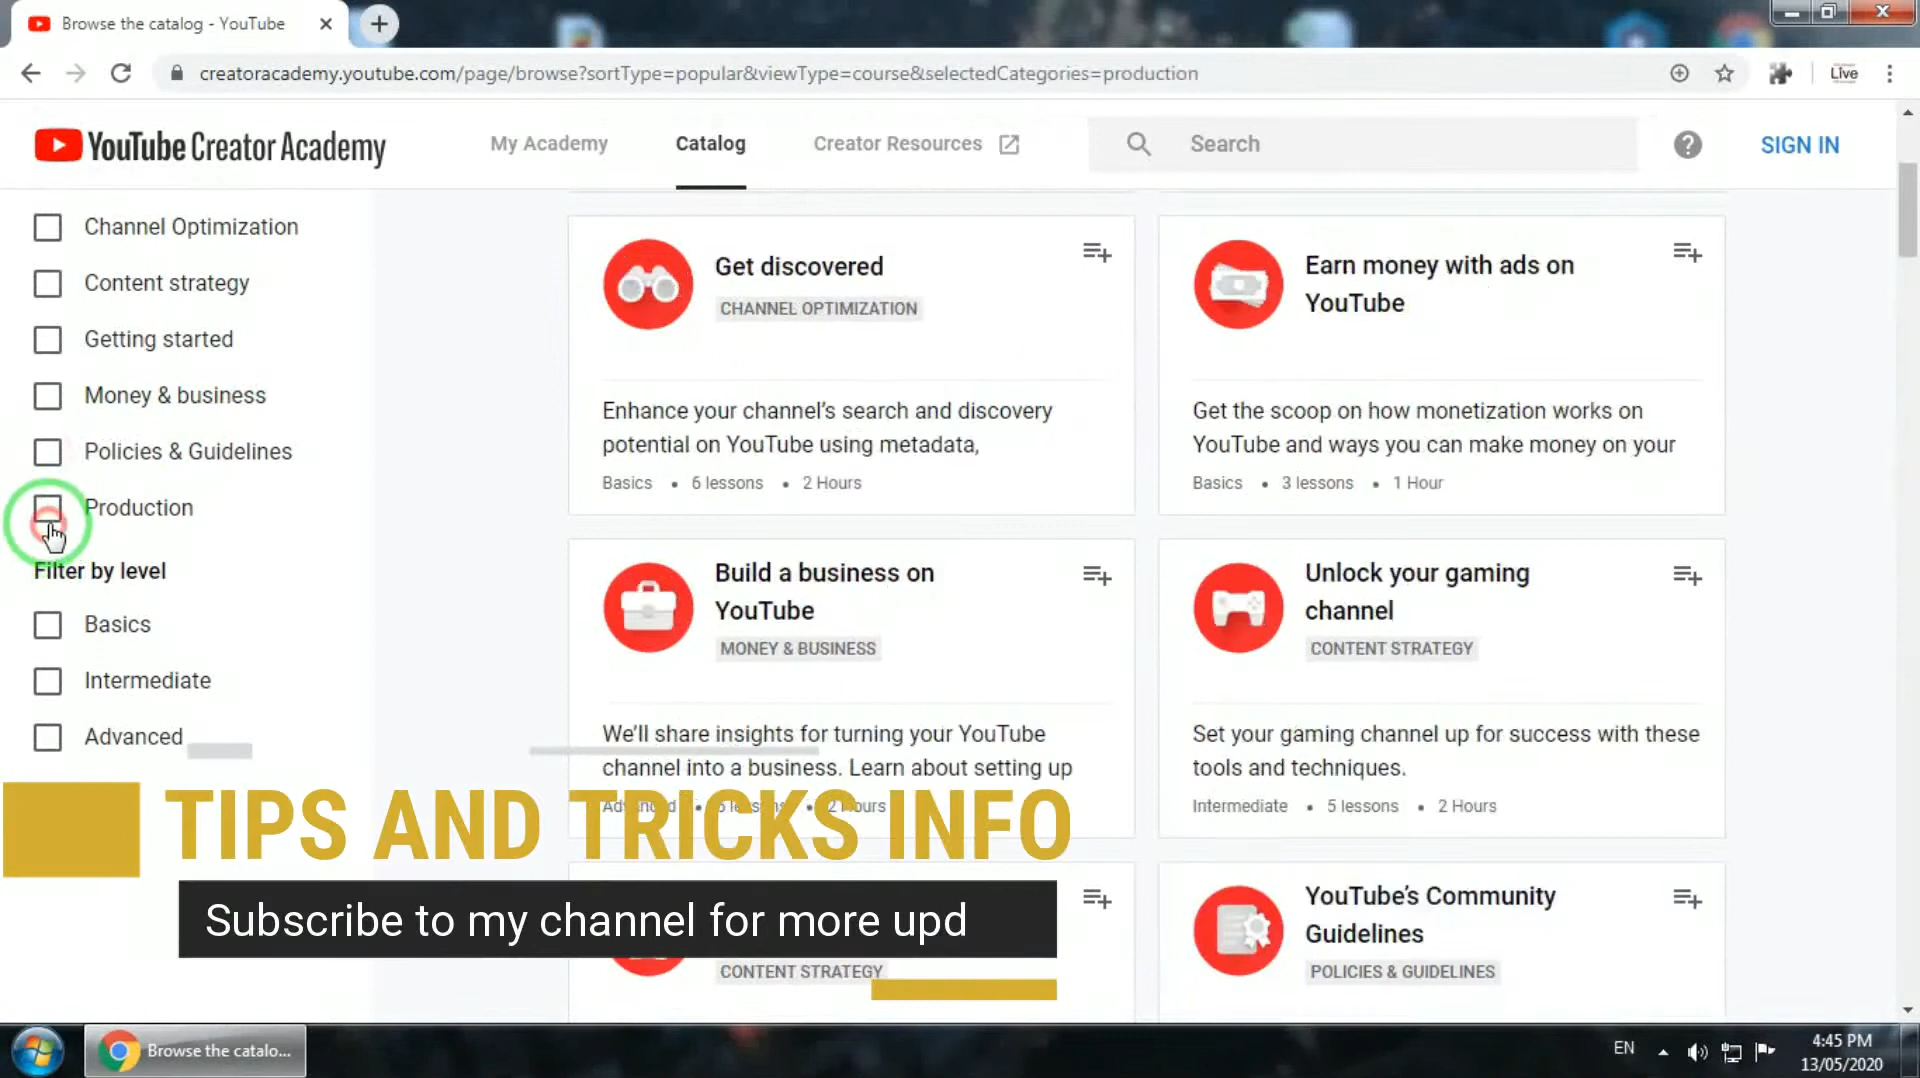 Browse the catalog - YouTube
creatoracademy.youtube.com/page/browse?sortType=popular&viewType=course&selectedCategories=production
Live
YouTube Creator Academy
My Academy
Catalog
Creator Resources
Search
SIGN IN
Channel Optimization
Content strategy
Getting started
Money & business
Policies & Guidelines
Production
Filter by level
Basics
Intermediate
Advanced
Get discovered
CHANNEL OPTIMIZATION
Enhance your channel's search and discovery
potential on YouTube using metadata,
Basics • 6 lessons • 2 Hours
Earn money with ads on
YouTube
Get the scoop on how monetization works on
YouTube and ways you can make money on your
Basics • 3 lessons • 1 Hour
Build a business on
YouTube
MONEY & BUSINESS
We'll share insights for turning your YouTube
channel into a business. Learn about setting up
Unlock your gaming
channel
CONTENT STRATEGY
Set your gaming channel up for success with these
tools and techniques.
Intermediate • 5 lessons • 2 Hours
TIPS AND TRICKS INFO
Subscribe to my channel for more upd
CONTENT STRATEGY
YouTube's Community
Guidelines
POLICIES & GUIDELINES
Browse the catalo...
EN
4:45 PM
13/05/2020